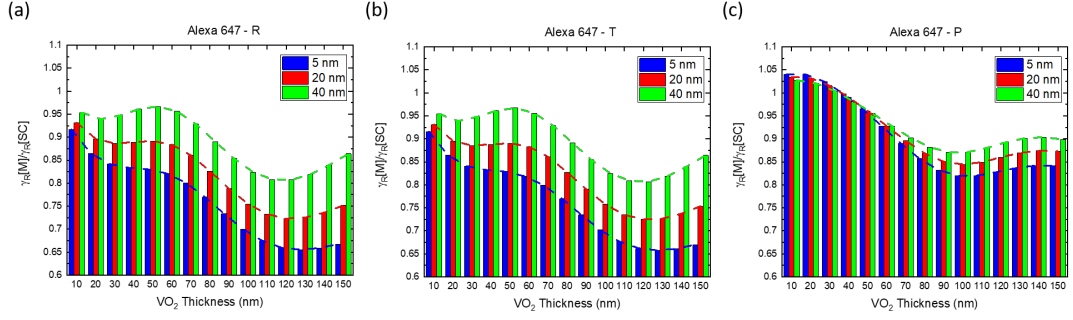 (a)
Alexa 647 - R
γR[M]/γR[SC]
1.1
1.05
1
0.95
0.9
0.85
0.8
0.75
0.7
0.65
0.6
5 nm
20 nm
40 nm
10 20 30 40 50 60 70 80 90 100 110 120 130 140 150
VO2 Thickness (nm)
(b)
Alexa 647 - T
γR[M]/γR[SC]
1.1
1.05
1
0.95
0.9
0.85
0.8
0.75
0.7
0.65
0.6
5 nm
20 nm
40 nm
10 20 30 40 50 60 70 80 90 100 110 120 130 140 150
VO2 Thickness (nm)
(c)
Alexa 647 - P
γR[M]/γR[SC]
1.1
1.05
1
0.95
0.9
0.85
0.8
0.75
0.7
0.65
0.6
5 nm
20 nm
40 nm
10 20 30 40 50 60 70 80 90 100 110 120 130 140 150
VO2 Thickness (nm)